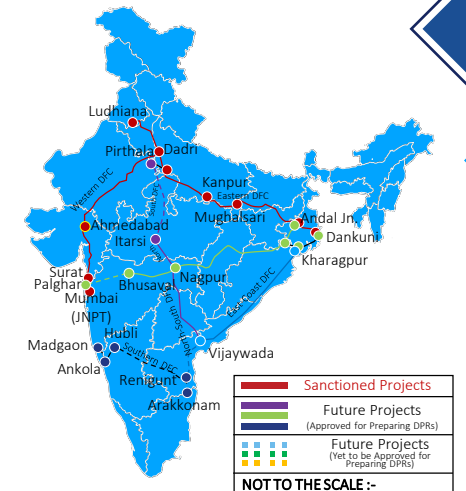 Ludhiana
Pirthala
Dadri
Western DFC
Kanpur
Eastern DFC
Mughalsari
Andal Jn.
Dankuni
Ahmedabad
Itarsi
Kharagpur
Surat
Palghar
Bhusaval
Nagpur
Mumbai
(JNPT)
East-Coast DFC
North-South DFC
Hubli
Madgaon
Southern DFC
Vijaywada
Ankola
Renigunt
Arakkonam
Sanctioned Projects
Future Projects
(Approved for Preparing DPRs)
Future Projects
(Yet to be Approved for
Preparing DPRs)
NOT TO THE SCALE :-